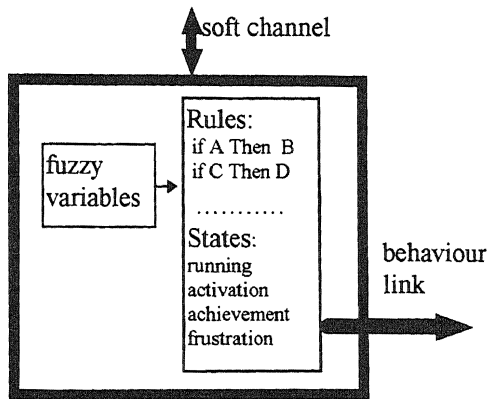 soft channel
Rules:
if A Then B
if C Then D
...........
fuzzy
variables
States:
running
activation
achievement
frustration
behaviour
link